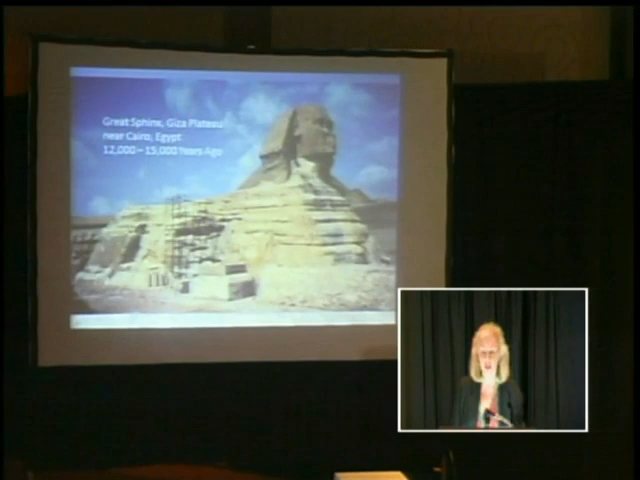 Great Sphinx, Giza Plateau
near Cairo, Egypt
12,000 – 15,000 Years Ago